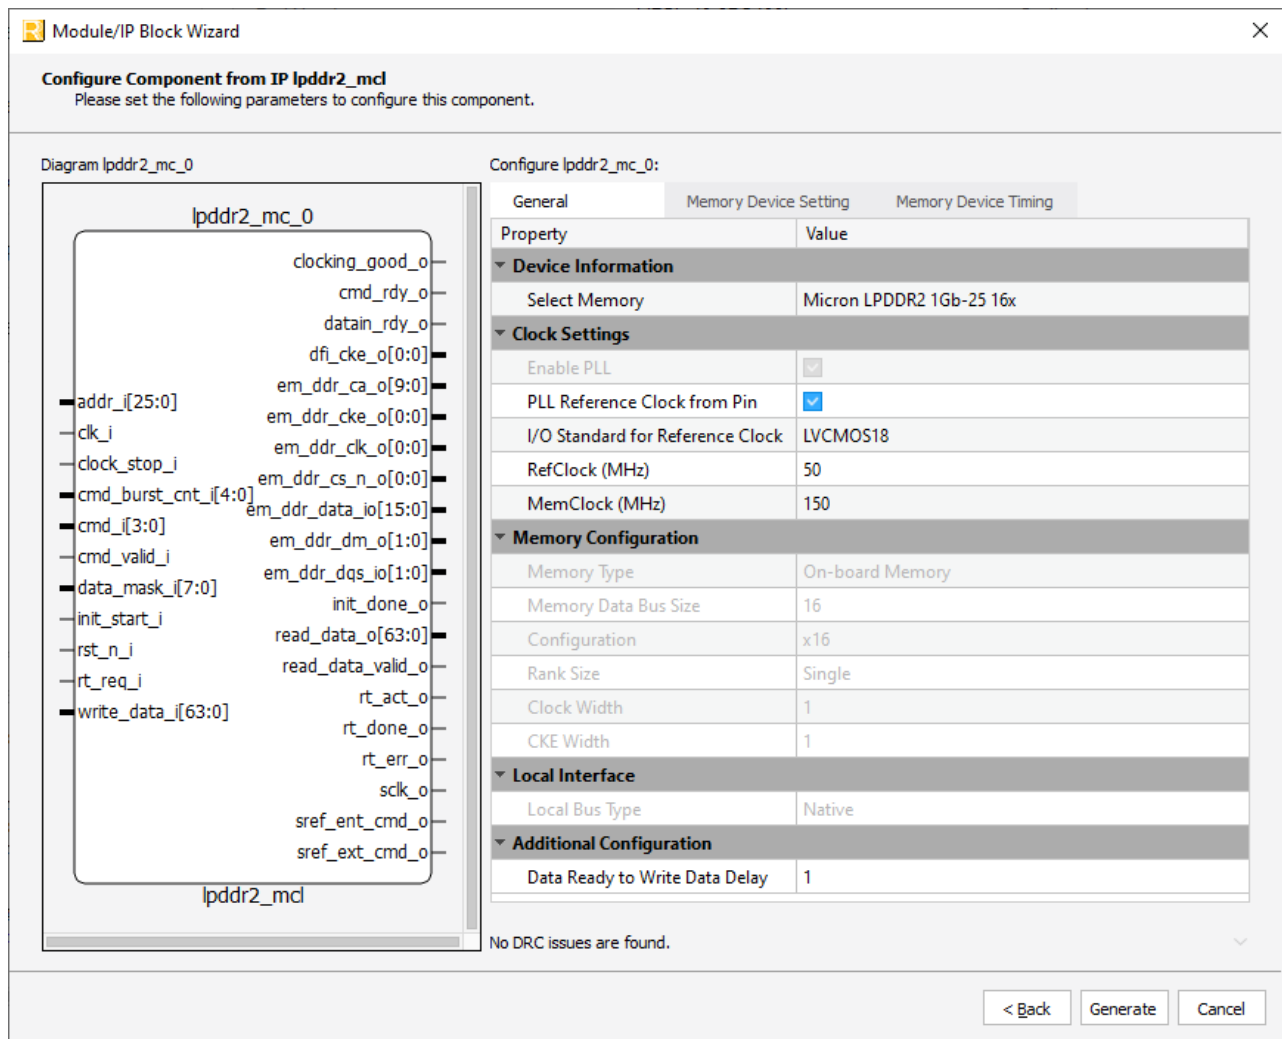 Module/IP Block Wizard
Configure Component from IP lpddr2_mcl
Please set the following parameters to configure this component.
Diagram lpddr2_mc_0
lpddr2_mc_0
addr_i[25:0]
clk_i
clock_stop_i
cmd_burst_cnt_i[4:0]
cmd_i[3:0]
cmd_valid_i
data_mask_i[7:0]
init_start_i
rst_n_i
rt_req_i
write_data_i[63:0]
clocking_good_o
cmd_rdy_o
datain_rdy_o
dfi_cke_o[0:0]
em_ddr_ca_o[9:0]
em_ddr_cke_o[0:0]
em_ddr_clk_o[0:0]
em_ddr_cs_n_o[0:0]
em_ddr_data_io[15:0]
em_ddr_dm_o[1:0]
em_ddr_dqs_io[1:0]
init_done_o
read_data_o[63:0]
read_data_valid_o
rt_act_o
rt_done_o
rt_err_o
sclk_o
sref_ent_cmd_o
sref_ext_cmd_o
lpddr2_mcl
Configure lpddr2_mc_0:
General Memory Device Setting Memory Device Timing
Property Value
Device Information
Select Memory Micron LPDDR2 1Gb-25 16x
Clock Settings
Enable PLL
PLL Reference Clock from Pin
I/O Standard for Reference Clock LVCMOS18
RefClock (MHz) 50
MemClock (MHz) 150
Memory Configuration
Memory Type On-board Memory
Memory Data Bus Size 16
Configuration x16
Rank Size Single
Clock Width 1
CKE Width 1
Local Interface
Local Bus Type Native
Additional Configuration
Data Ready to Write Data Delay 1
No DRC issues are found.
< Back Generate Cancel